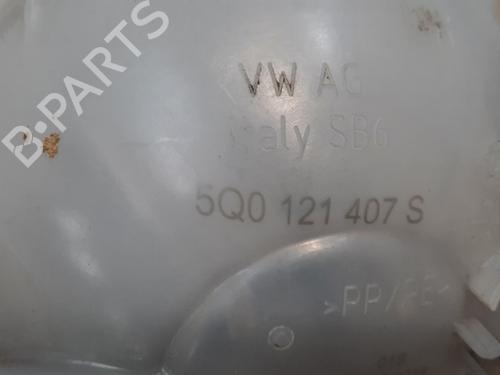 B-PARTS
VW AG
Italy SB6
5Q0 121 407 S
>PP/PE<